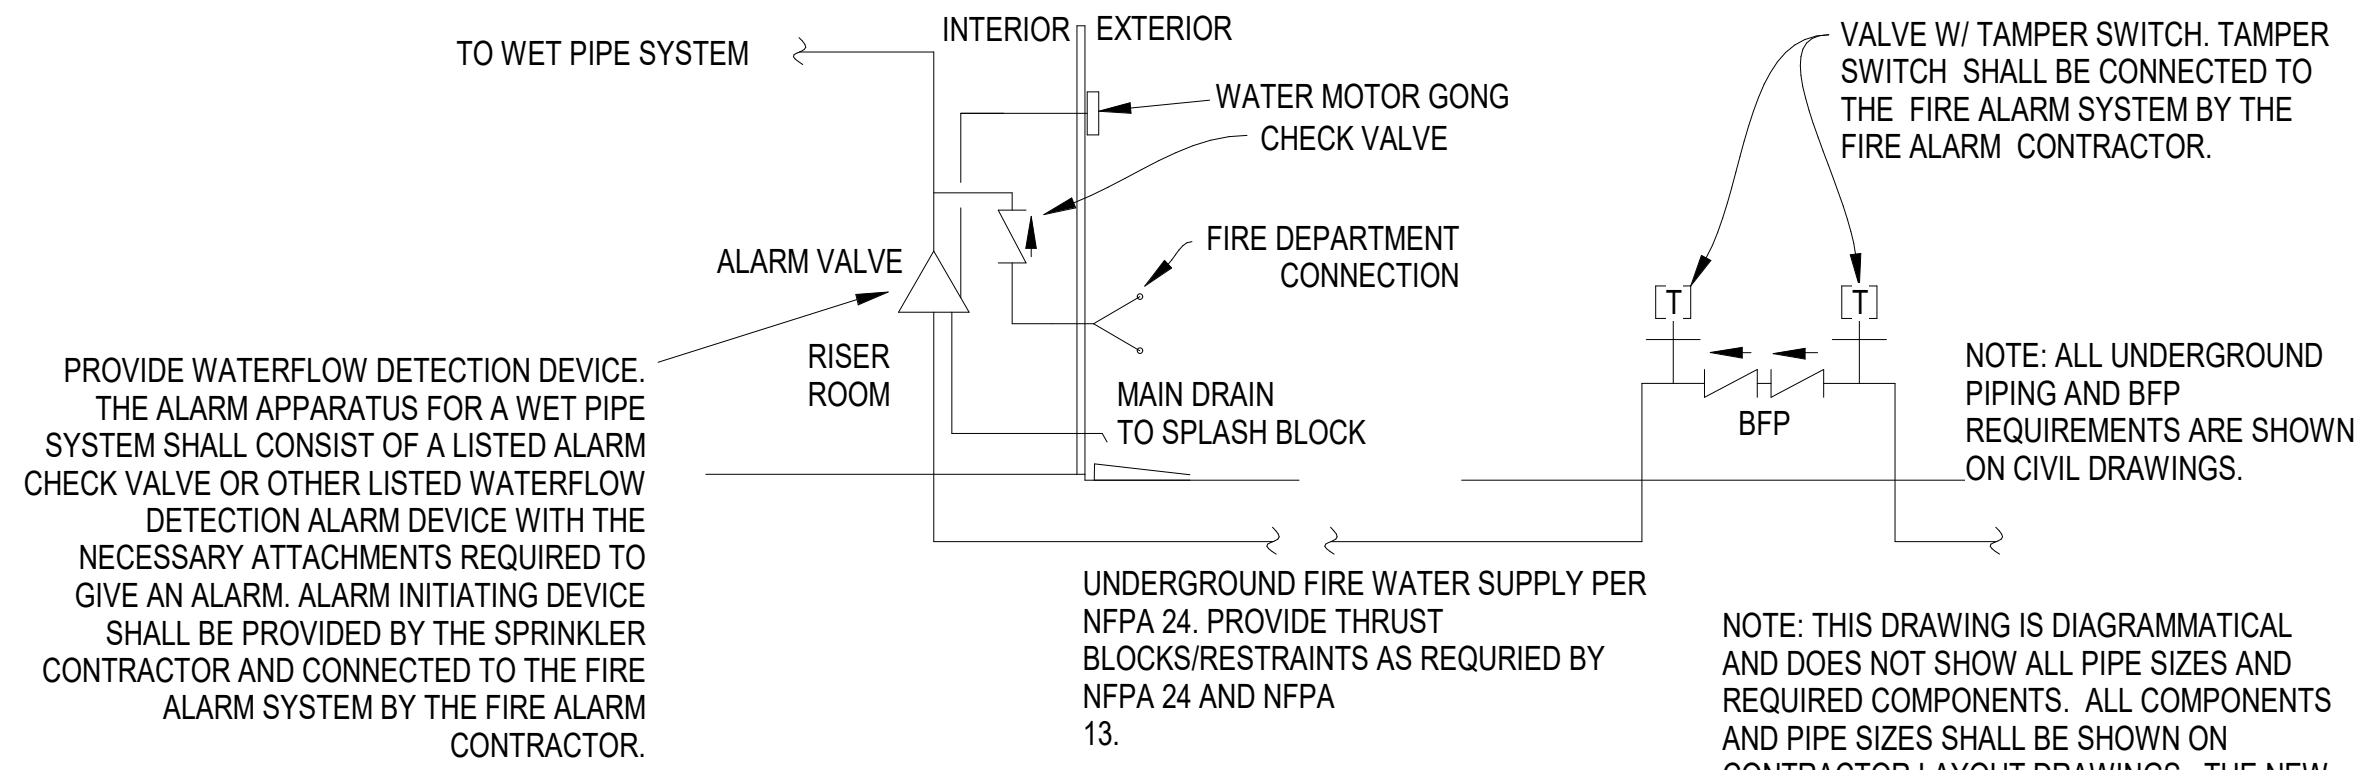 INTERIOR
EXTERIOR
TO WET PIPE SYSTEM
WATER MOTOR GONG
CHECK VALVE
VALVE W/ TAMPER SWITCH. TAMPER
SWITCH SHALL BE CONNECTED TO
THE FIRE ALARM SYSTEM BY THE
FIRE ALARM CONTRACTOR.
ALARM VALVE
FIRE DEPARTMENT
CONNECTION
T
T
RISER
ROOM
MAIN DRAIN
TO SPLASH BLOCK
BFP
NOTE: ALL UNDERGROUND
PIPING AND BFP
REQUIREMENTS ARE SHOWN
ON CIVIL DRAWINGS.
PROVIDE WATERFLOW DETECTION DEVICE.
THE ALARM APPARATUS FOR A WET PIPE
SYSTEM SHALL CONSIST OF A LISTED ALARM
CHECK VALVE OR OTHER LISTED WATERFLOW
DETECTION ALARM DEVICE WITH THE
NECESSARY ATTACHMENTS REQUIRED TO
GIVE AN ALARM. ALARM INITIATING DEVICE
SHALL BE PROVIDED BY THE SPRINKLER
CONTRACTOR AND CONNECTED TO THE FIRE
ALARM SYSTEM BY THE FIRE ALARM
CONTRACTOR.
UNDERGROUND FIRE WATER SUPPLY PER
NFPA 24. PROVIDE THRUST
BLOCKS/RESTRAINTS AS REQURIED BY
NFPA 24 AND NFPA
13.
NOTE: THIS DRAWING IS DIAGRAMMATICAL
AND DOES NOT SHOW ALL PIPE SIZES AND
REQUIRED COMPONENTS. ALL COMPONENTS
AND PIPE SIZES SHALL BE SHOWN ON
CONTRACTOR LAYOUT DRAWINGS. THE NEW